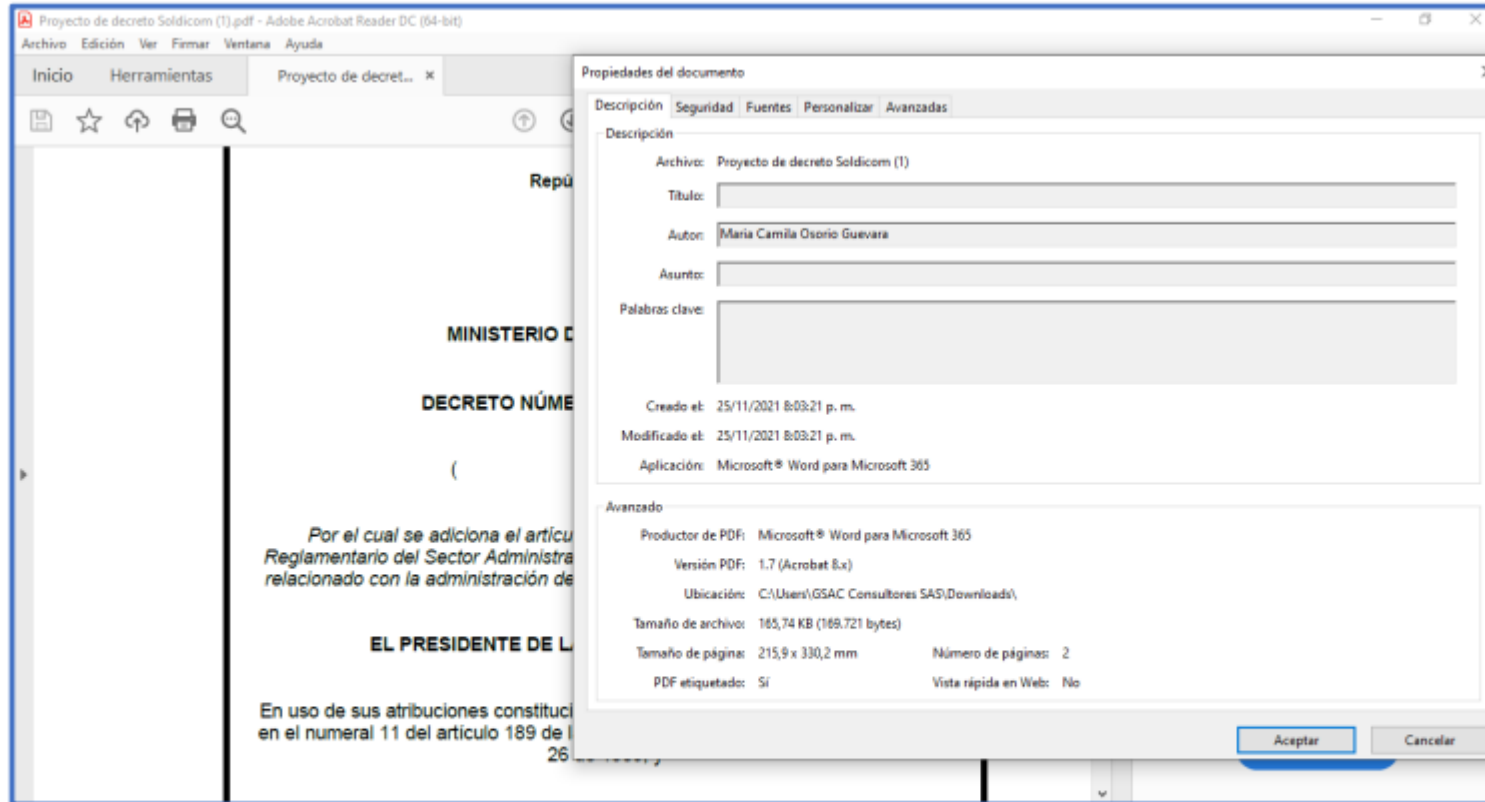 Proyecto de decreto Soldicom (1).pdf - Adobe Acrobat Reader DC (64-bit)
Archivo Edición Ver Firmar Ventana Ayuda
Inicio Herramientas Proyecto de decret...
Repú
MINISTERIO D
DECRETO NÚME
(
Por el cual se adiciona el artícu
Reglamentario del Sector Administra
relacionado con la administración de
EL PRESIDENTE DE L
En uso de sus atribuciones constituci
en el numeral 11 del artículo 189 de l
26
Propiedades del documento
Descripción Seguridad Fuentes Personalizar Avanzadas
Descripción
Archivo: Proyecto de decreto Soldicom (1)
Título:
Autor: Maria Camila Osorio Guevara
Asunto:
Palabras clave:
Creado el: 25/11/2021 8:03:21 p. m.
Modificado el: 25/11/2021 8:03:21 p. m.
Aplicación: Microsoft® Word para Microsoft 365
Avanzado
Productor de PDF: Microsoft® Word para Microsoft 365
Versión PDF: 1.7 (Acrobat 8.x)
Ubicación: C:\Users\GSAC Consultores SAS\Downloads\
Tamaño de archivo: 165,74 KB (169.721 bytes)
Tamaño de página: 215,9 x 330,2 mm Número de páginas: 2
PDF etiquetado: Sí Vista rápida en Web: No
Aceptar Cancelar